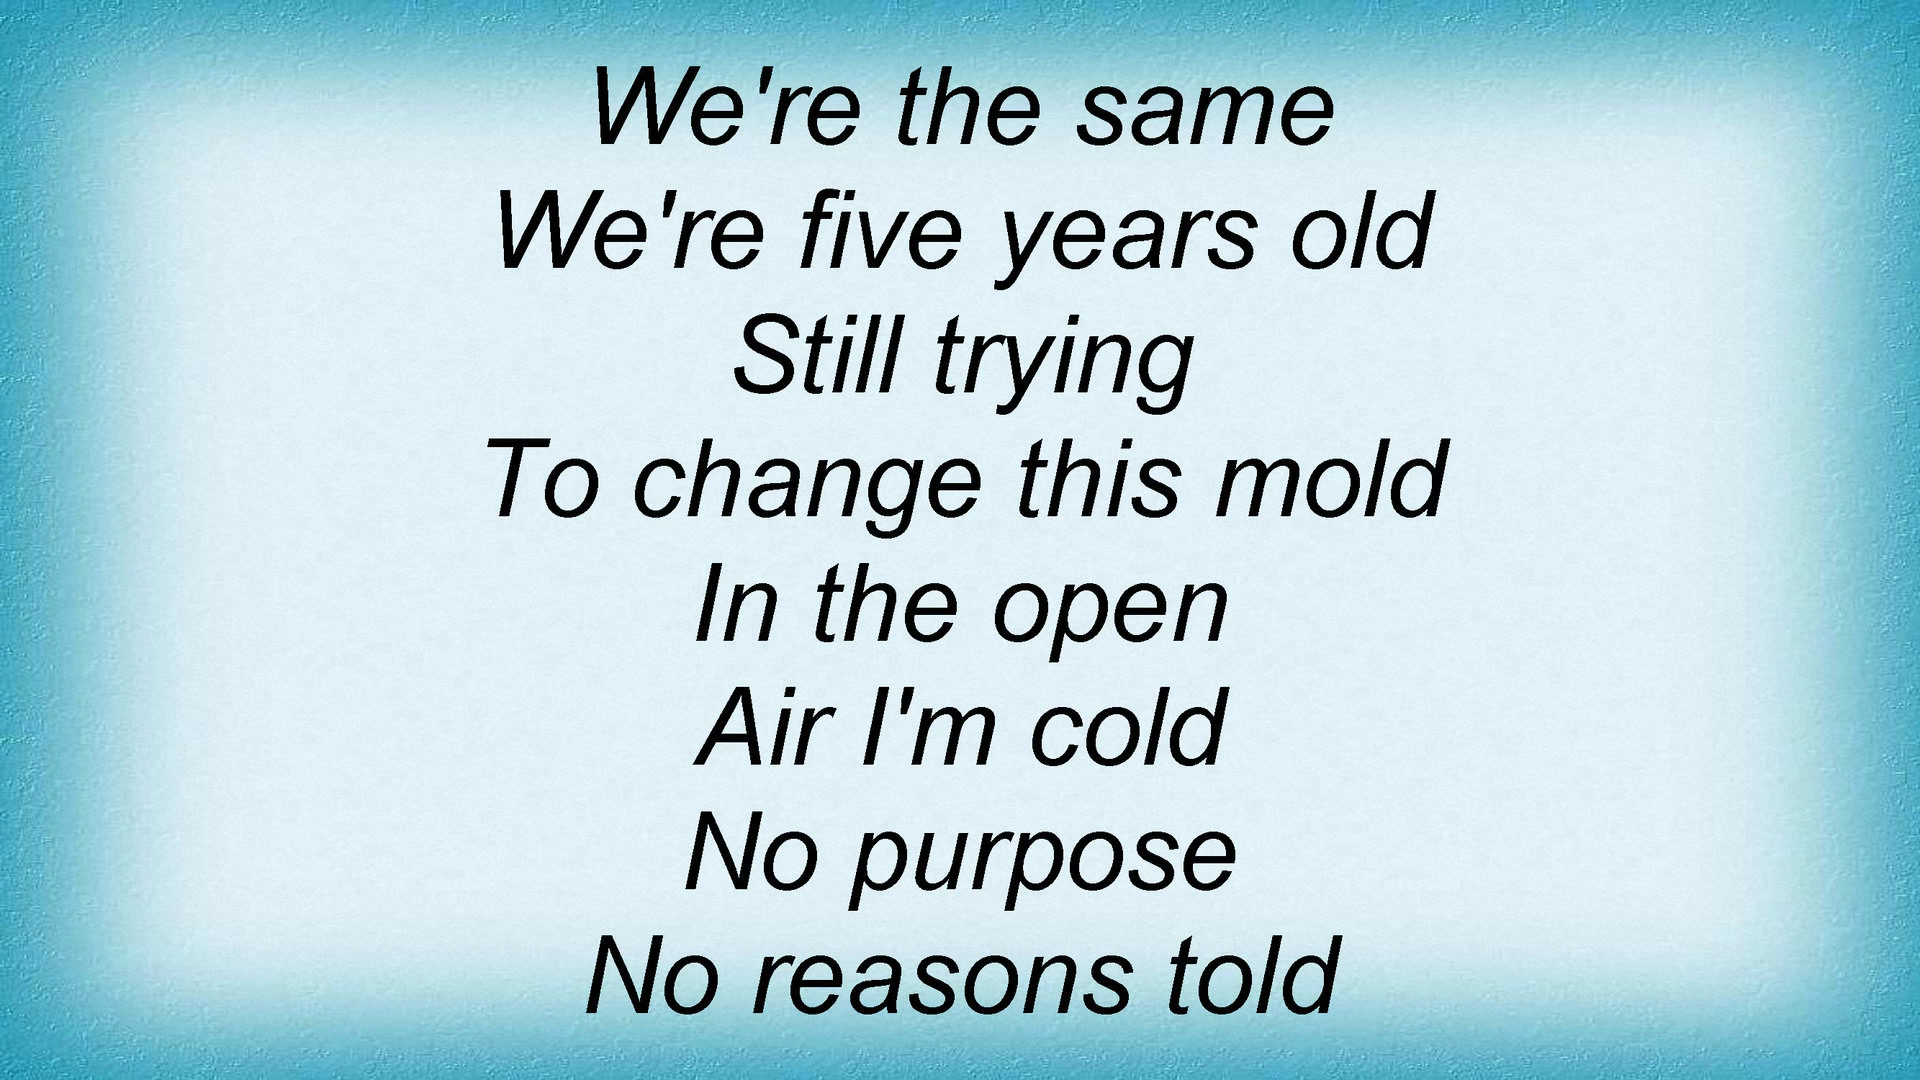 We're the same
We're five years old
Still trying
To change this mold
In the open
Air I'm cold
No purpose
No reasons told